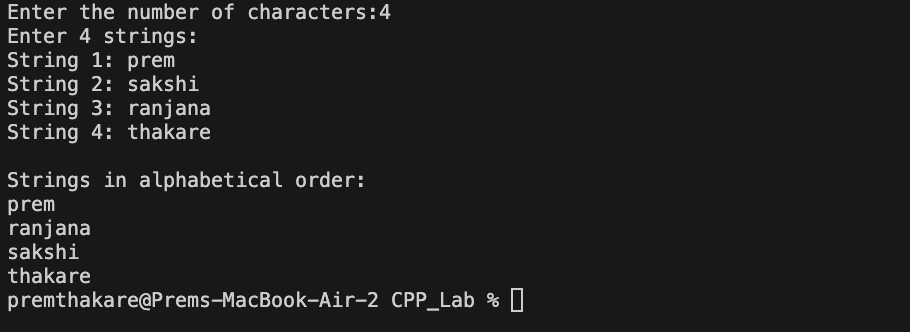 Enter the number of characters:4
Enter 4 strings:
String 1: prem
String 2: sakshi
String 3: ranjana
String 4: thakare

Strings in alphabetical order:
prem
ranjana
sakshi
thakare
premthakare@Prems-MacBook-Air-2 CPP_Lab %